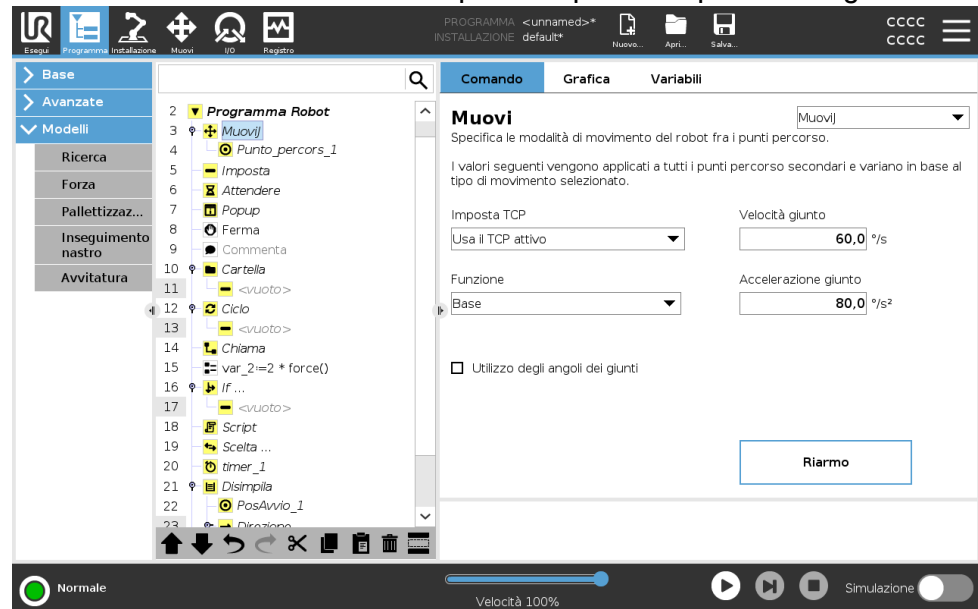 PROGRAMMA <unnamed>*
INSTALLAZIONE default*
Nuovo...
Apri...
Salva...
CCCC
CCCC
UR
Esegui
Programma
Installazione
Muovi
I/O
Registro
Base
Avanzate
Modelli
Ricerca
Forza
Pallettizzaz...
Inseguimento
nastro
Avvitatura
2 Programma Robot
3 MuoviJ
4 Punto_percors_1
5 Imposta
6 Attendere
7 Popup
8 Ferma
9 Commenta
10 Cartella
11 <vuoto>
12 Ciclo
13 <vuoto>
14 Chiama
15 var_2:=2 * force()
16 If ...
17 <vuoto>
18 Script
19 Scelta ...
20 timer_1
21 Disimpila
22 PosAvvio_1
23 Direzione
Comando Grafica Variabili
Muovi
MuoviJ
Specifica le modalità di movimento del robot fra i punti percorso.
I valori seguenti vengono applicati a tutti i punti percorso secondari e variano in base al
tipo di movimento selezionato.
Imposta TCP
Velocità giunto
Usa il TCP attivo
60,0 °/s
Funzione
Accelerazione giunto
Base
80,0 °/s²
Utilizzo degli angoli dei giunti
Riarmo
Normale
Velocità 100%
Simulazione